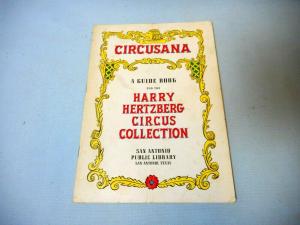 CIRCUSANA
A GUIDE BOOK
FOR THE
HARRY
HERTZBERG
CIRCUS
COLLECTION
SAN ANTONIO
PUBLIC LIBRARY
SAN ANTONIO, TEXAS